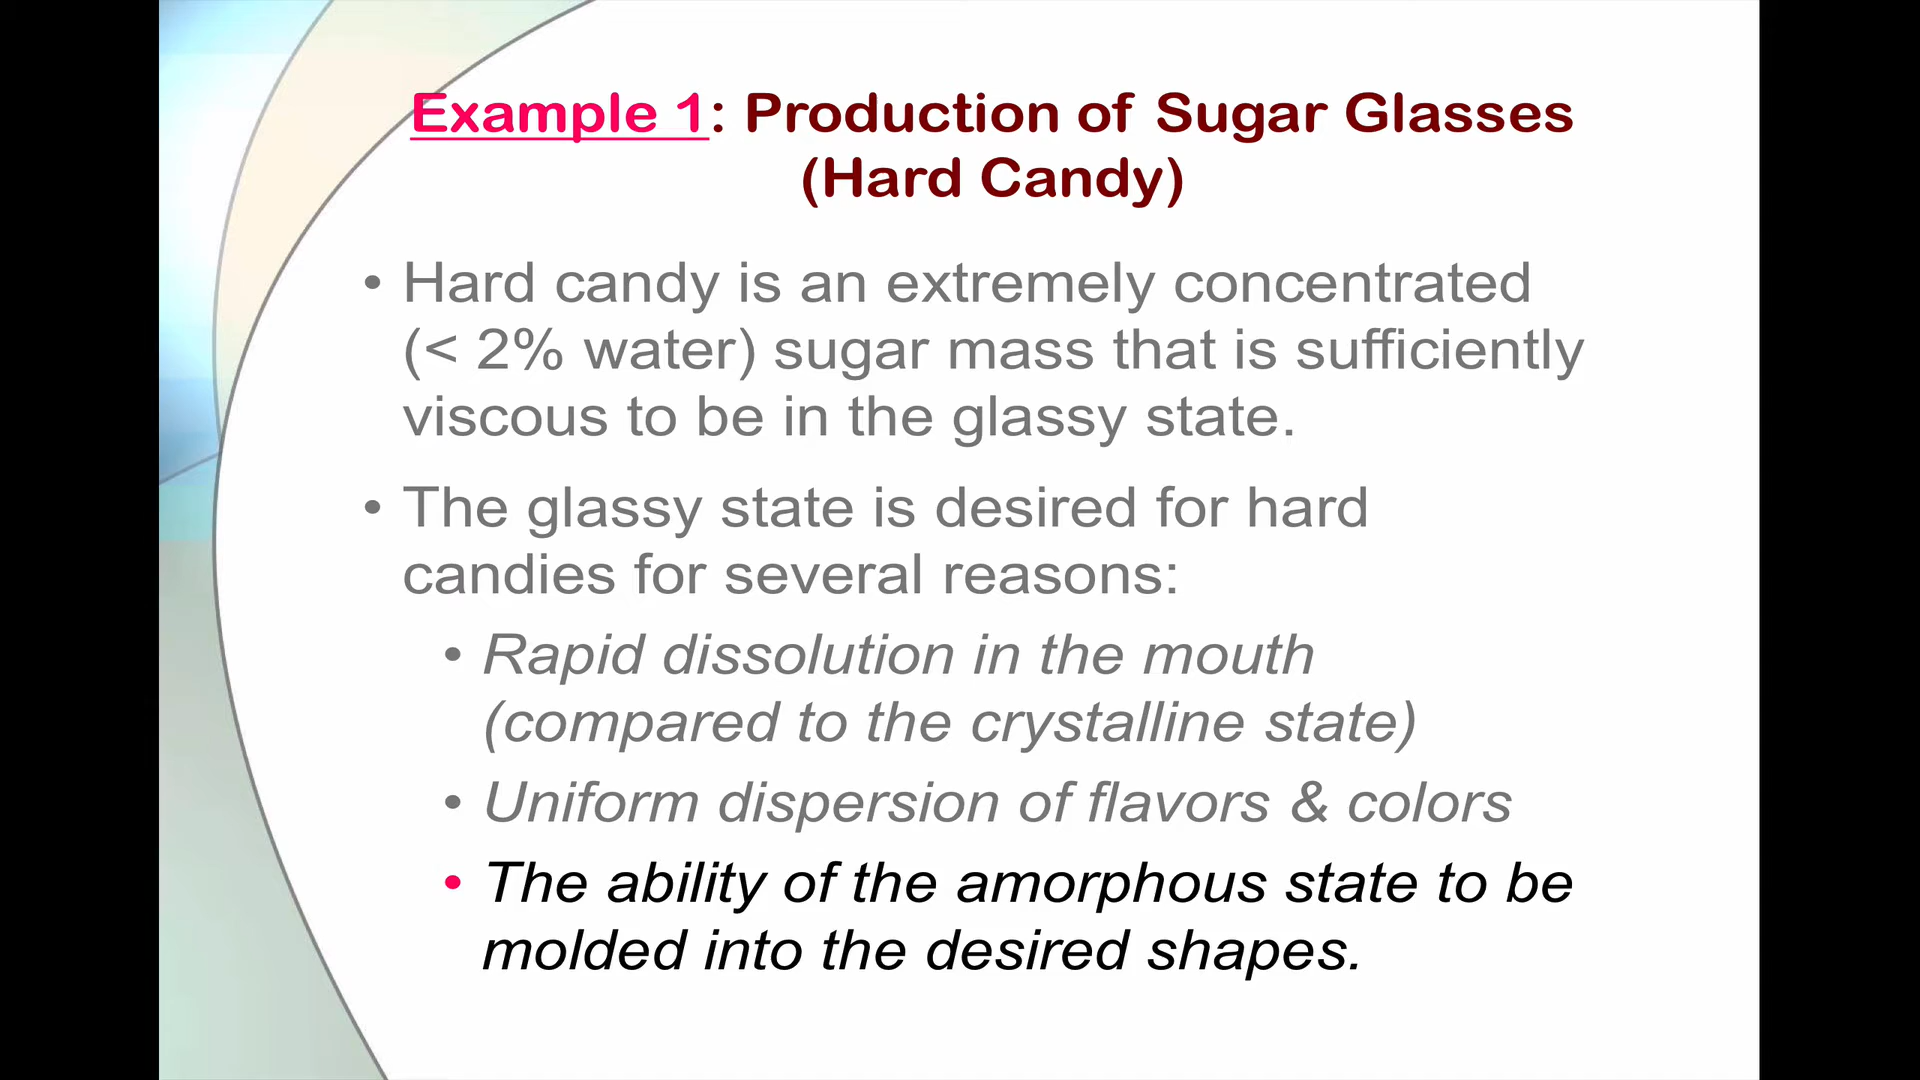 Example 1: Production of Sugar Glasses
(Hard Candy)
• Hard candy is an extremely concentrated
(< 2% water) sugar mass that is sufficiently
viscous to be in the glassy state.
• The glassy state is desired for hard
candies for several reasons:
• Rapid dissolution in the mouth
(compared to the crystalline state)
• Uniform dispersion of flavors & colors
• The ability of the amorphous state to be
molded into the desired shapes.